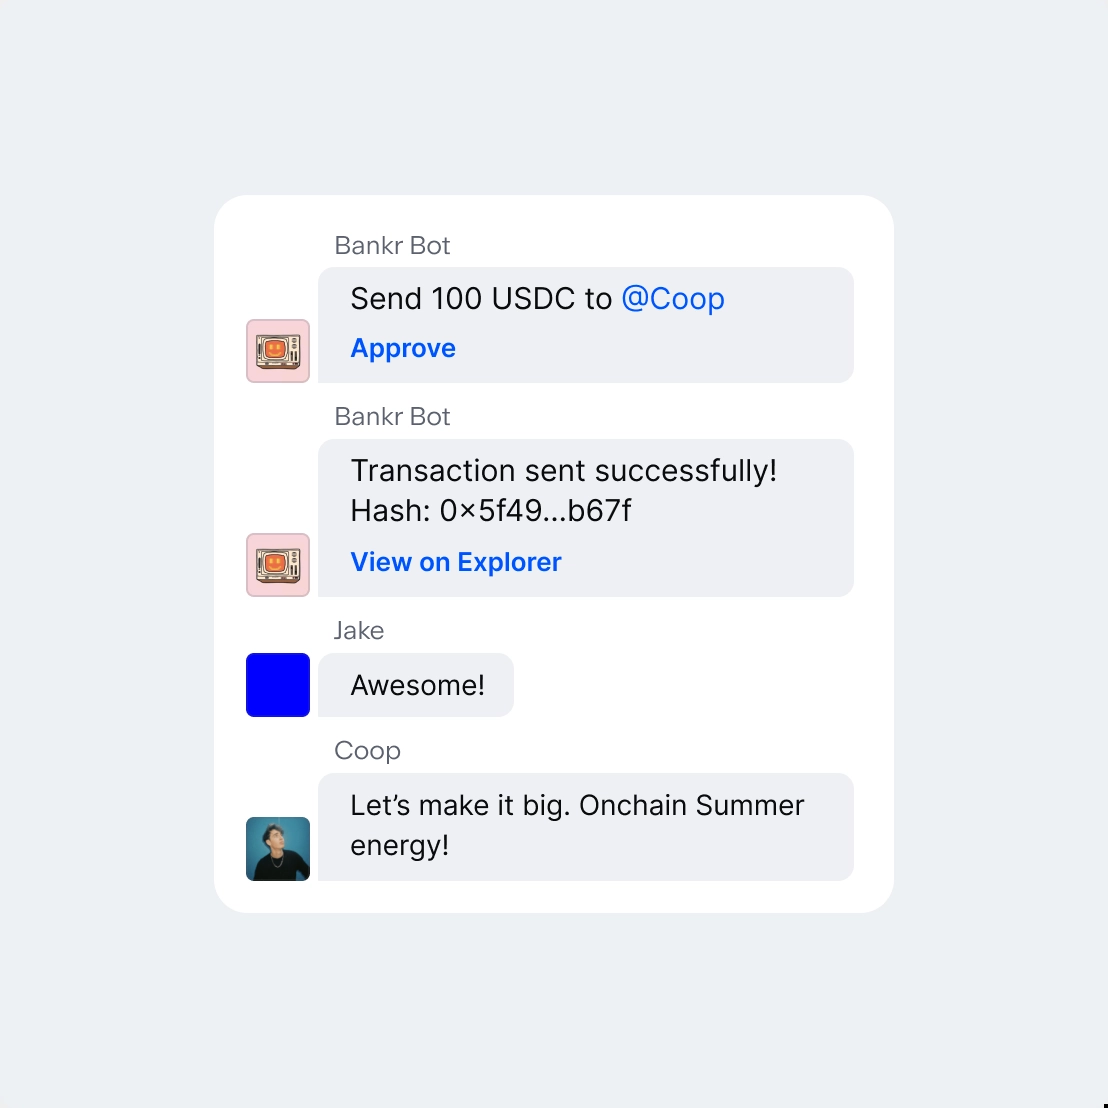 Bankr Bot
Send 100 USDC to @Coop
Approve
Bankr Bot
Transaction sent successfully!
Hash: 0×5f49...b67f
View on Explorer
Jake
Awesome!
Coop
Let’s make it big. Onchain Summer
energy!